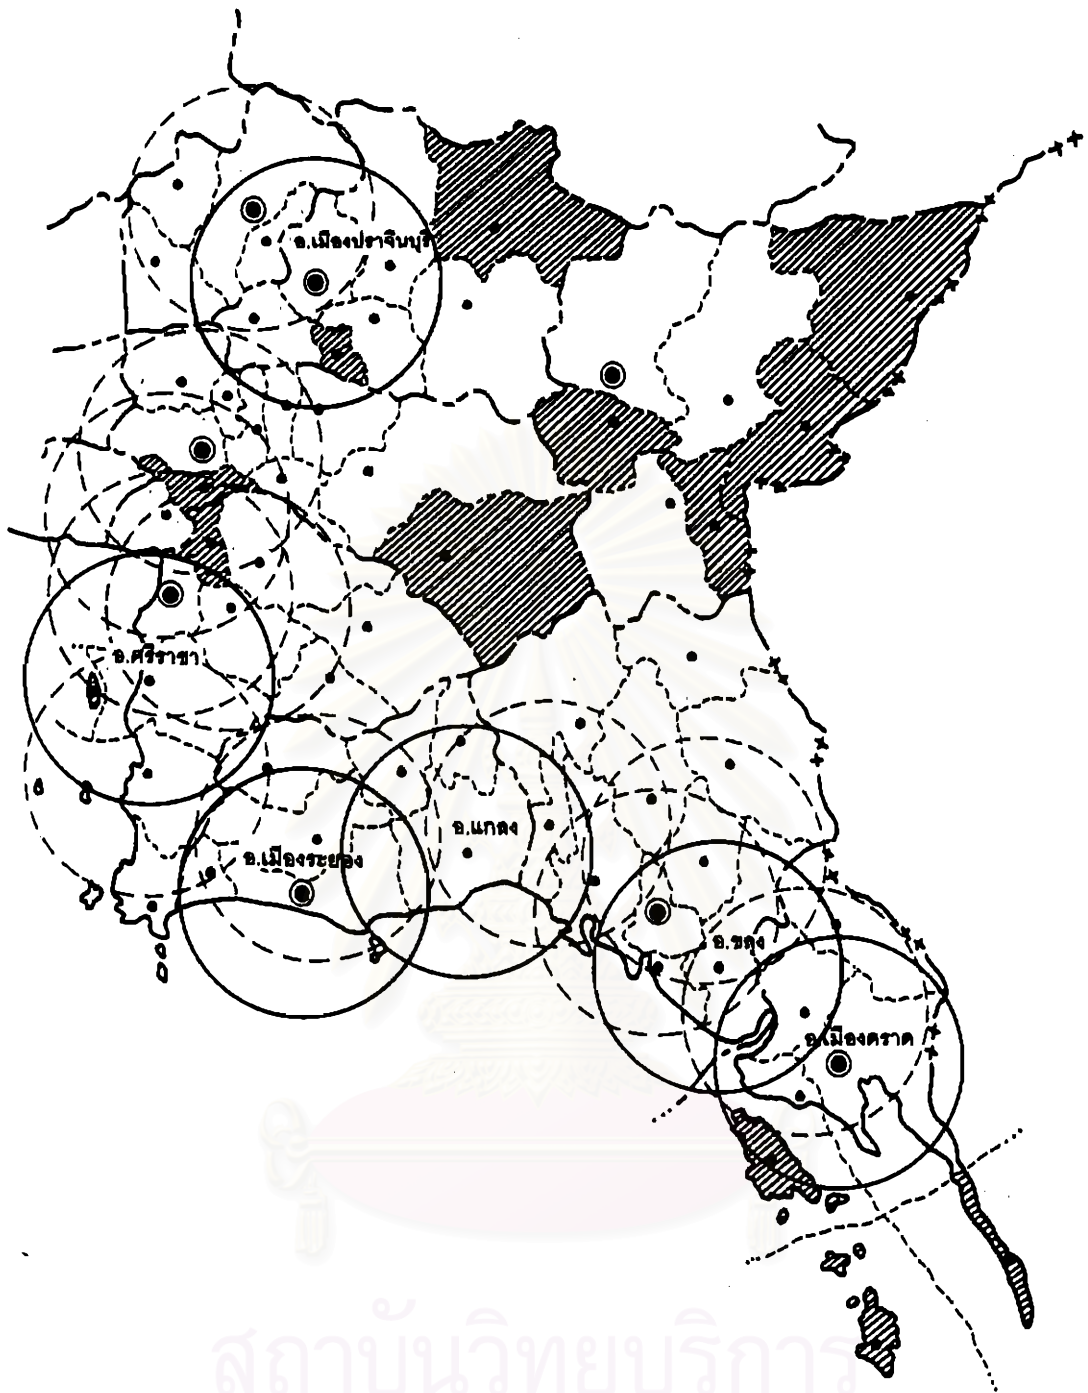 อ.เมืองปราจีนบุรี
อ.ศรีราชา
อ.แกลง
อ.เมืองระยอง
อ.ขลุง
อ.เมืองตราด
สถาบันวิทยบริการ